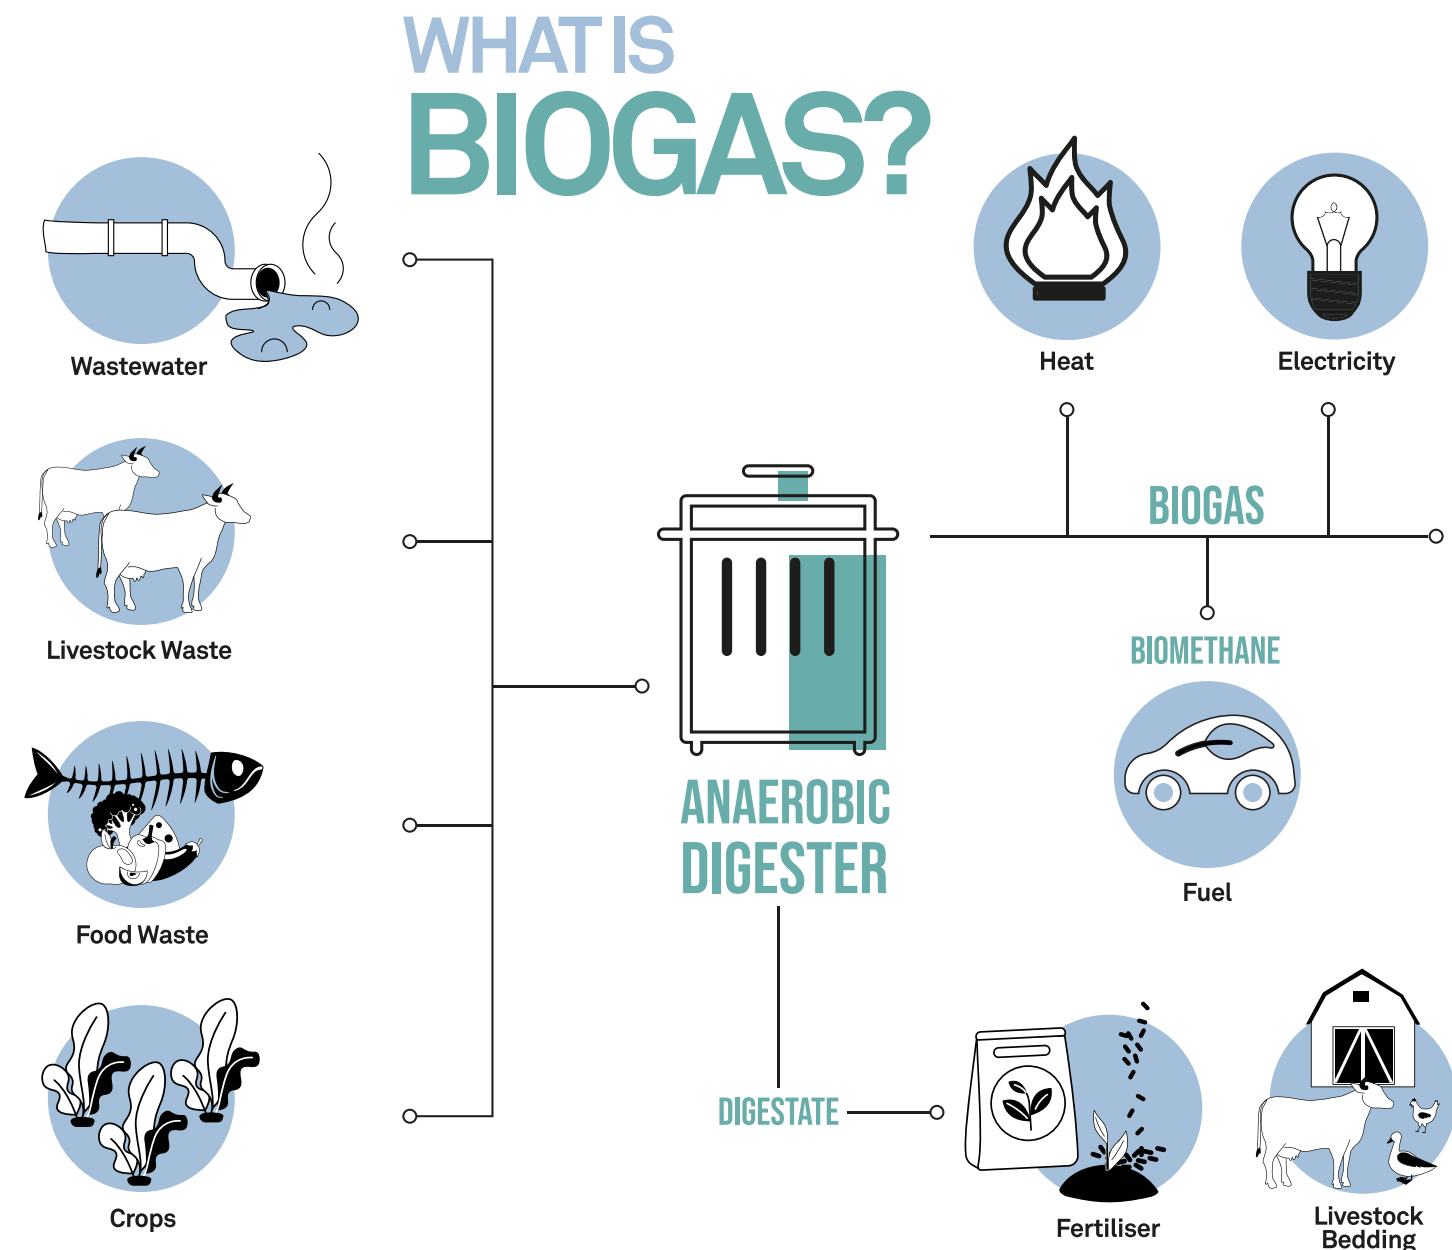 WHAT IS
BIOGAS?
Wastewater
Livestock Waste
Food Waste
Crops
ANAEROBIC
DIGESTER
DIGESTATE
Heat
Electricity
BIOGAS
BIOMETHANE
Fuel
Fertiliser
Livestock
Bedding